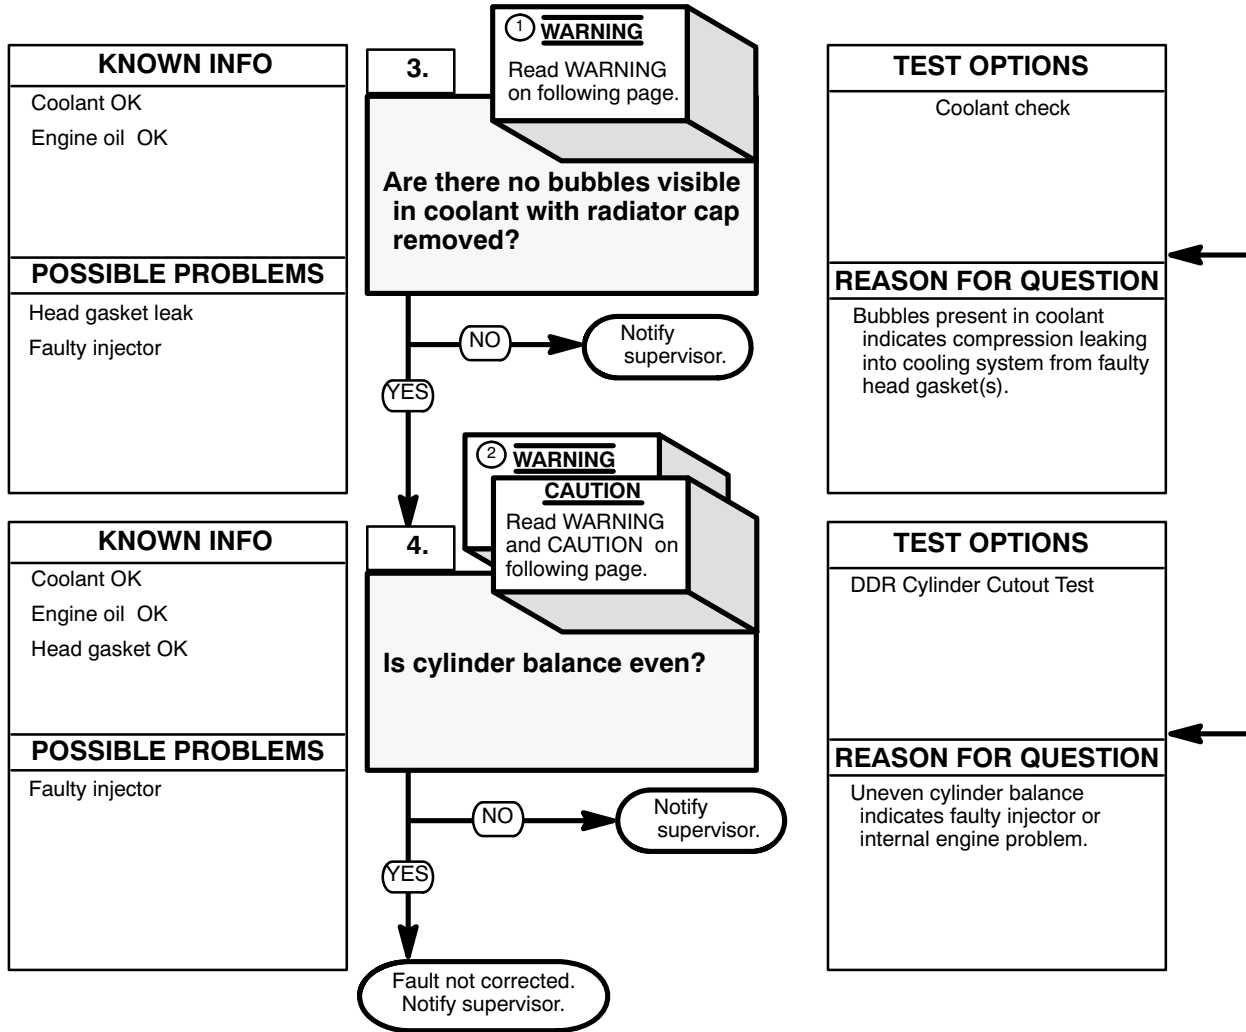 KNOWN INFO
Coolant OK
Engine oil OK
POSSIBLE PROBLEMS
Head gasket leak
Faulty injector
3.
1 WARNING
Read WARNING
on following page.
Are there no bubbles visible
in coolant with radiator cap
removed?
NO
Notify
supervisor.
YES
TEST OPTIONS
Coolant check
REASON FOR QUESTION
Bubbles present in coolant
indicates compression leaking
into cooling system from faulty
head gasket(s).
KNOWN INFO
Coolant OK
Engine oil OK
Head gasket OK
POSSIBLE PROBLEMS
Faulty injector
4.
2 WARNING
CAUTION
Read WARNING
and CAUTION on
following page.
Is cylinder balance even?
NO
Notify
supervisor.
YES
Fault not corrected.
Notify supervisor.
TEST OPTIONS
DDR Cylinder Cutout Test
REASON FOR QUESTION
Uneven cylinder balance
indicates faulty injector or
internal engine problem.